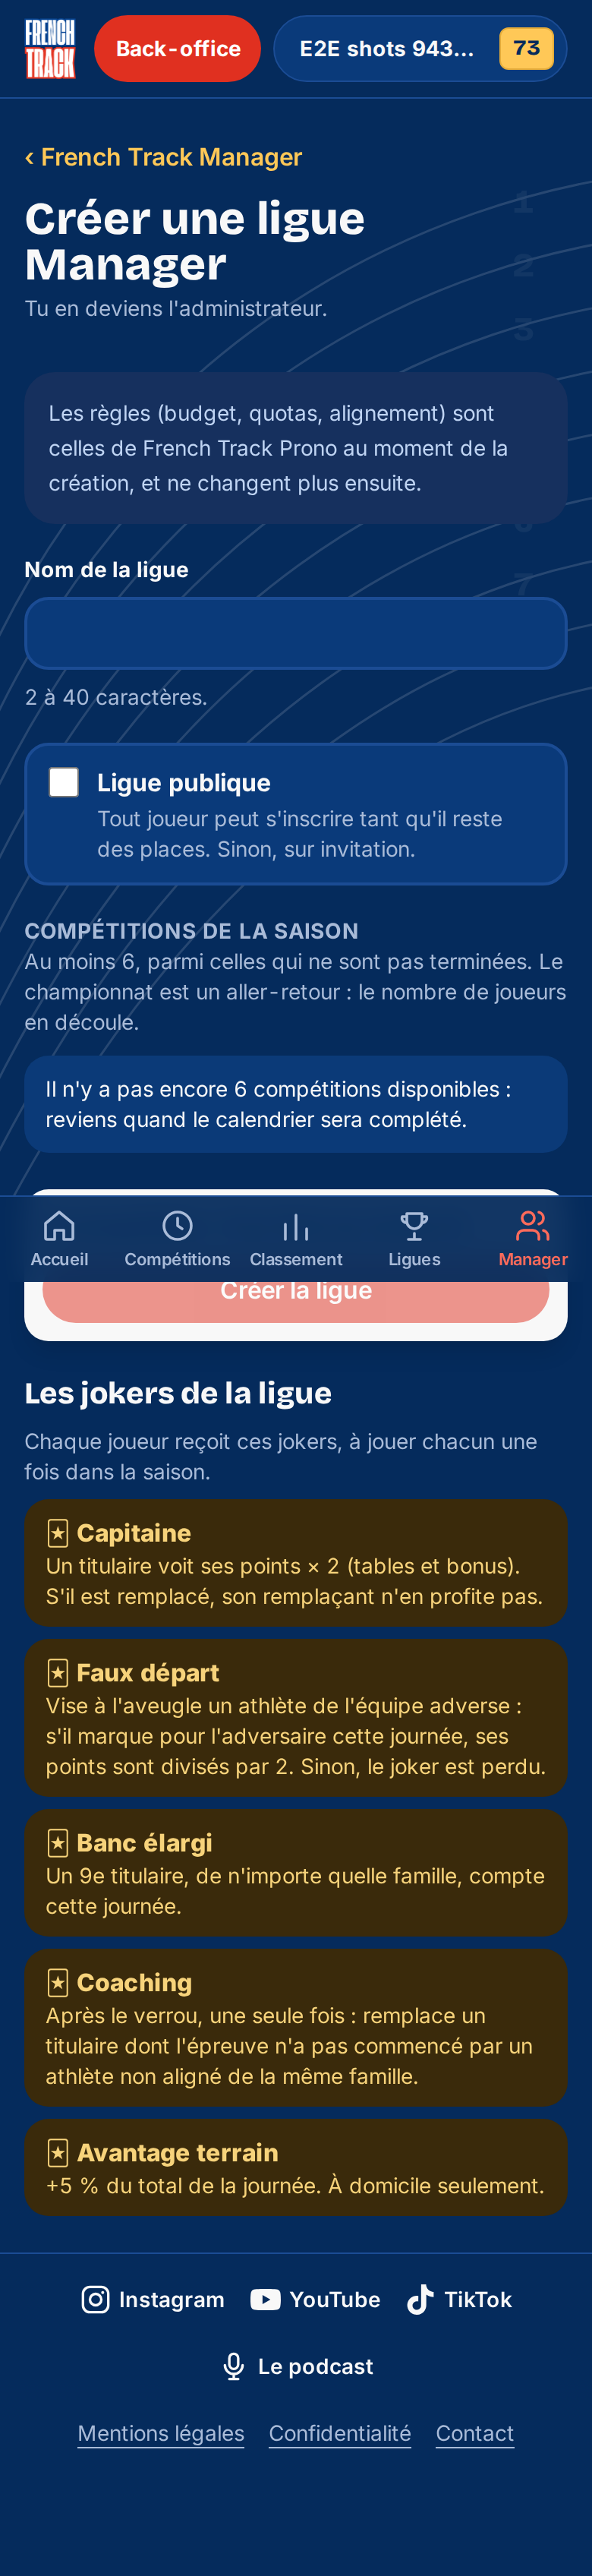 FRENCH
TRACK
Back-office
E2E shots 943...
73
‹ French Track Manager
Créer une ligue
Manager
Tu en deviens l'administrateur.
1
2
3
Les règles (budget, quotas, alignement) sont
celles de French Track Prono au moment de la
création, et ne changent plus ensuite.
Nom de la ligue
7
2 à 40 caractères.
Ligue publique
Tout joueur peut s'inscrire tant qu'il reste
des places. Sinon, sur invitation.
COMPÉTITIONS DE LA SAISON
Au moins 6, parmi celles qui ne sont pas terminées. Le
championnat est un aller-retour : le nombre de joueurs
en découle.
Il n'y a pas encore 6 compétitions disponibles :
reviens quand le calendrier sera complété.
Accueil
Compétitions
Classement
Ligues
Manager
Créer la ligue
Les jokers de la ligue
Chaque joueur reçoit ces jokers, à jouer chacun une
fois dans la saison.
Capitaine
Un titulaire voit ses points × 2 (tables et bonus).
S'il est remplacé, son remplaçant n'en profite pas.
Faux départ
Vise à l'aveugle un athlète de l'équipe adverse :
s'il marque pour l'adversaire cette journée, ses
points sont divisés par 2. Sinon, le joker est perdu.
Banc élargi
Un 9e titulaire, de n'importe quelle famille, compte
cette journée.
Coaching
Après le verrou, une seule fois : remplace un
titulaire dont l'épreuve n'a pas commencé par un
athlète non aligné de la même famille.
Avantage terrain
+5 % du total de la journée. À domicile seulement.
Instagram
YouTube
TikTok
Le podcast
Mentions légales
Confidentialité
Contact